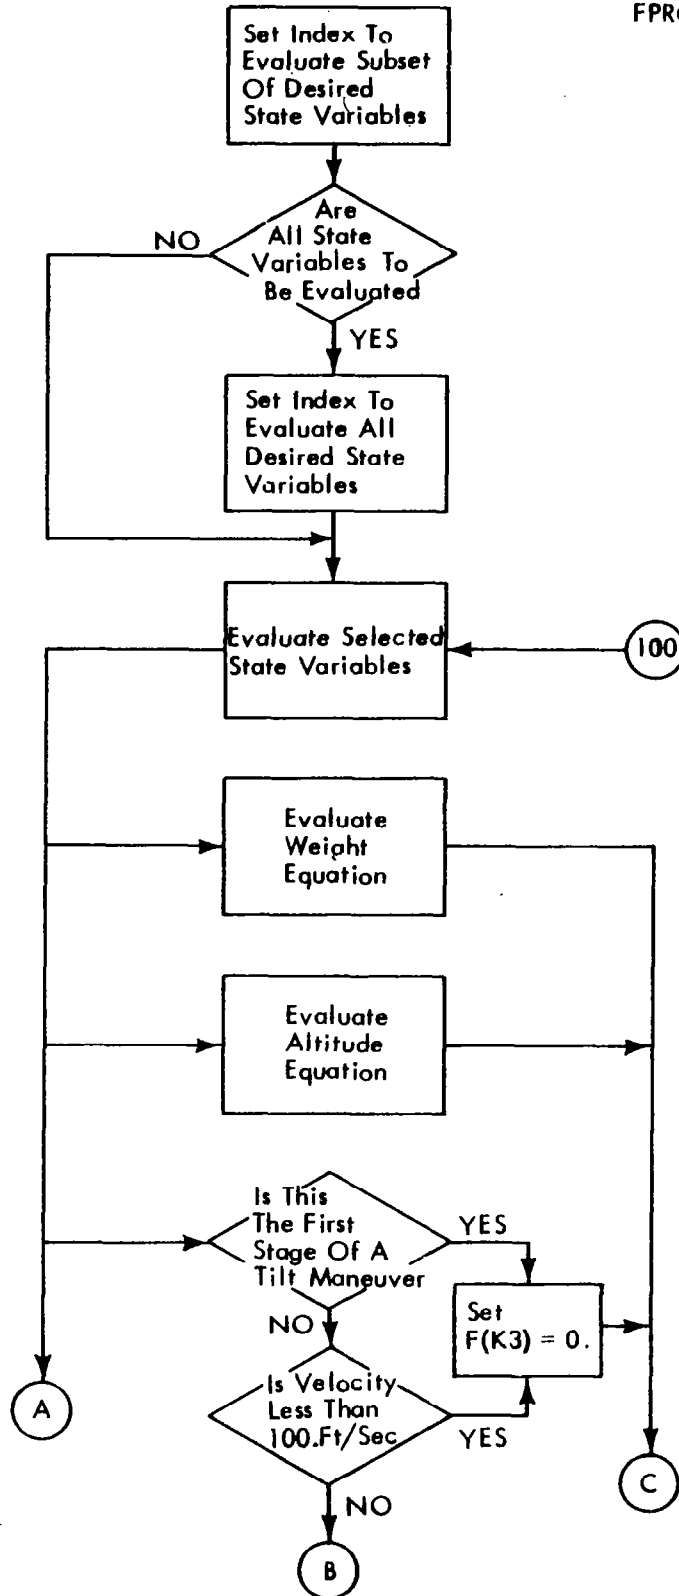 Set Index To
Evaluate Subset
Of Desired
State Variables
Are
All State
Variables To
Be Evaluated
NO
YES
Set Index To
Evaluate All
Desired State
Variables
Evaluate Selected
State Variables
100
Evaluate
Weight
Equation
Evaluate
Altitude
Equation
Is This
The First
Stage Of A
Tilt Maneuver
YES
NO
Set
F(K3) = 0.
Is Velocity
Less Than
100.Ft/Sec
YES
NO
A
B
C